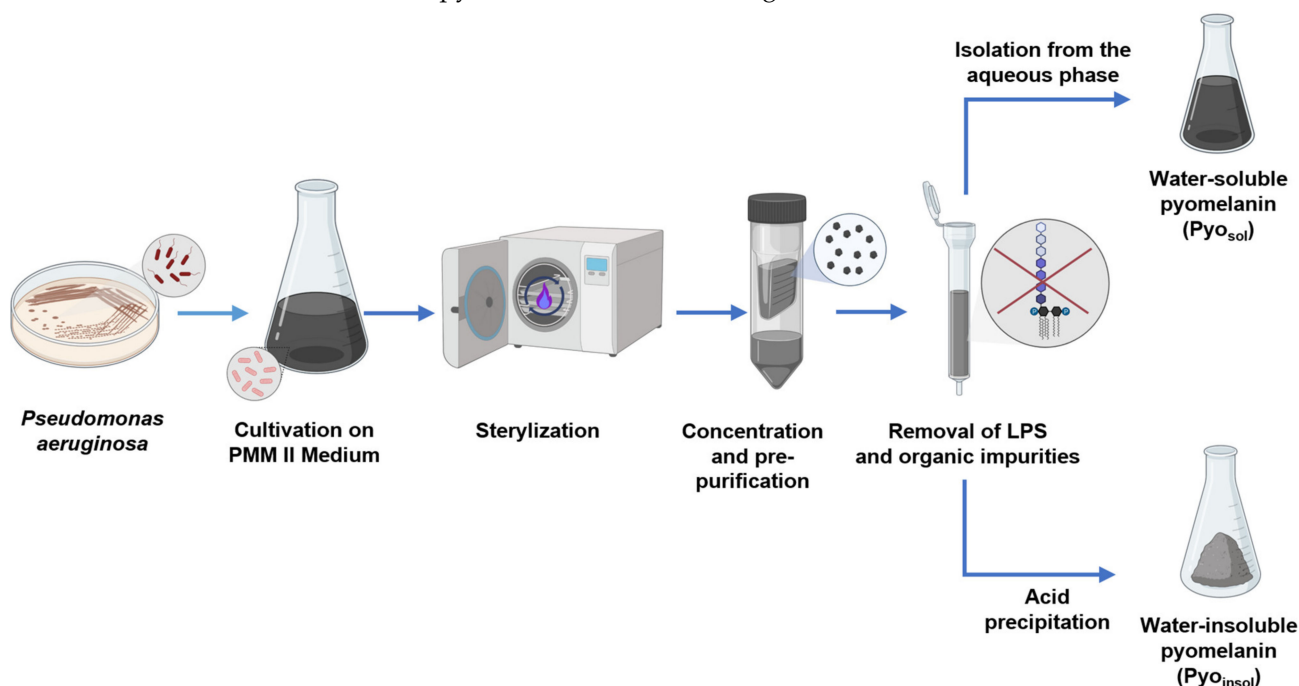 Isolation from the
aqueous phase
Water-soluble
pyomelanin
(Pyosol)
Pseudomonas
aeruginosa
Cultivation on
PMM II Medium
Sterylization
Concentration
and pre-
purification
Removal of LPS
and organic impurities
P
P
Acid
precipitation
Water-insoluble
pyomelanin
(Pyoinsol)